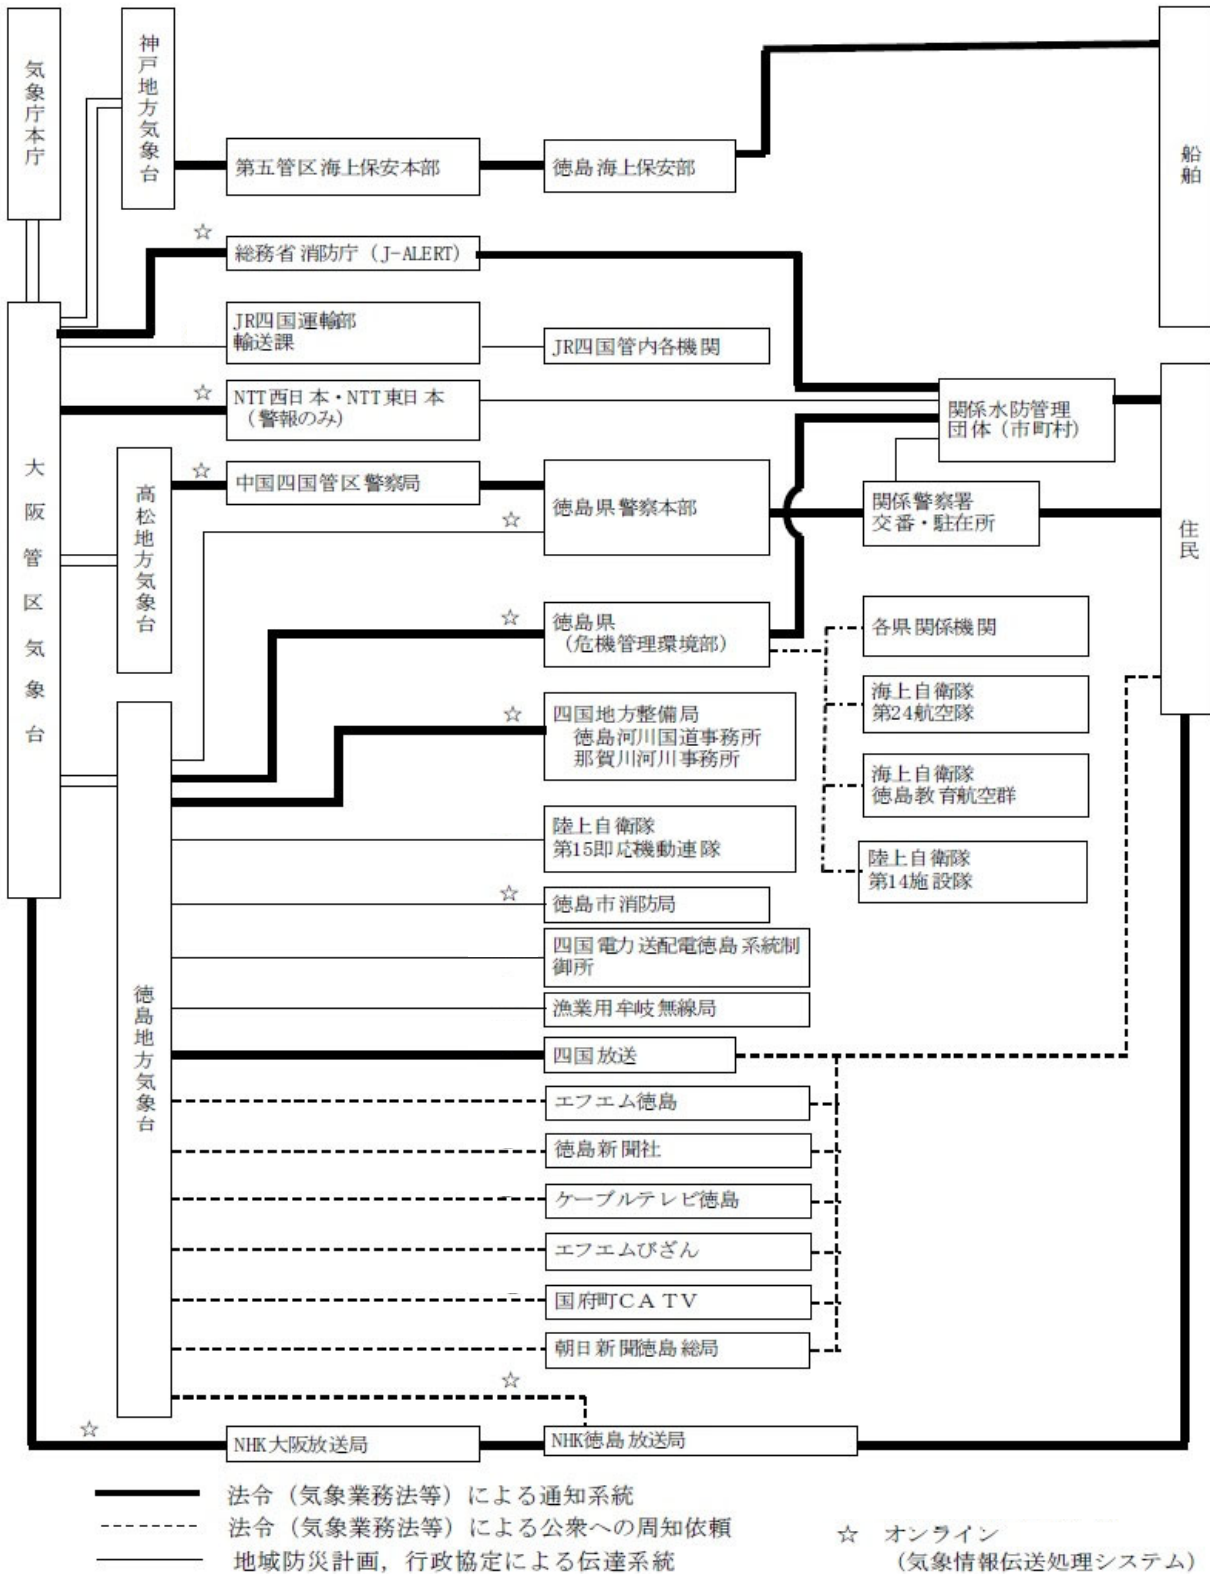 気象庁本庁
神戸地方気象台
第五管区海上保安本部
徳島海上保安部
船舶
☆
総務省消防庁（J-ALERT）
大阪管区気象台
JR四国運輸部
輸送課
JR四国管内各機関
☆
NTT西日本・NTT東日本
（警報のみ）
関係水防管理
団体（市町村）
高松地方気象台
☆
中国四国管区警察局
☆
徳島県警察本部
関係警察署
交番・駐在所
住民
☆
徳島県
（危機管理環境部）
各県関係機関
海上自衛隊
第24航空隊
海上自衛隊
徳島教育航空群
陸上自衛隊
第14施設隊
徳島地方気象台
☆
四国地方整備局
徳島河川国道事務所
那賀川河川事務所
陸上自衛隊
第15即応機動連隊
☆
徳島市消防局
四国電力送配電徳島系統制
御所
漁業用牟岐無線局
四国放送
エフエム徳島
徳島新聞社
ケーブルテレビ徳島
エフエムびざん
国府町CATV
朝日新聞徳島総局
☆
☆
NHK大阪放送局
NHK徳島放送局
法令（気象業務法等）による通知系統
法令（気象業務法等）による公衆への周知依頼
地域防災計画，行政協定による伝達系統
☆ オンライン
（気象情報伝送処理システム）